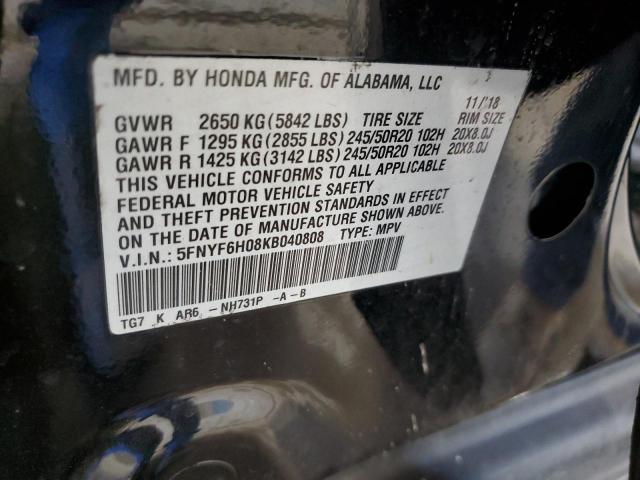 MFD. BY HONDA MFG. OF ALABAMA, LLC
11/'18
GVWR 2650 KG (5842 LBS) TIRE SIZE RIM SIZE
GAWR F 1295 KG (2855 LBS) 245/50R20 102H 20X8.0J
GAWR R 1425 KG (3142 LBS) 245/50R20 102H 20X8.0J
THIS VEHICLE CONFORMS TO ALL APPLICABLE
FEDERAL MOTOR VEHICLE SAFETY
AND THEFT PREVENTION STANDARDS IN EFFECT
ON THE DATE OF MANUFACTURE SHOWN ABOVE.
V.I.N.: 5FNYF6H08KB040808 TYPE: MPV
TG7 K AR6 -NH731P -A-B